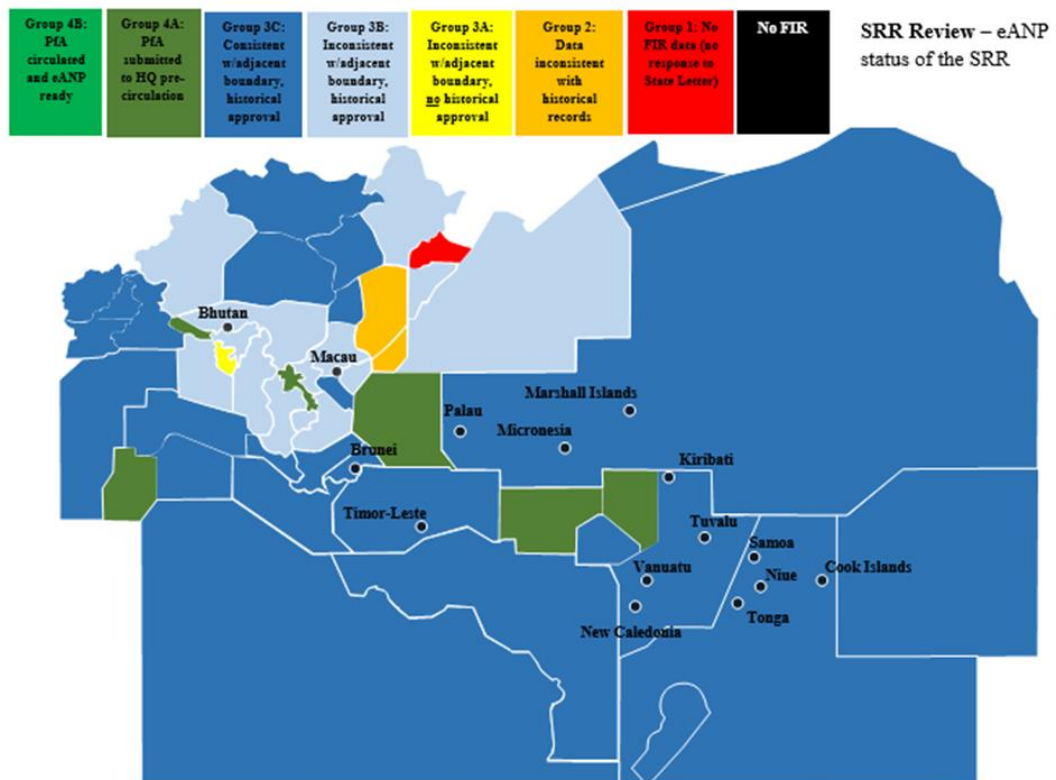 Group 4B:
PfA
circulated
and eANP
ready
Group 4A:
PfA
submitted
to HQ pre-
circulation
Group 3C:
Consistent
w/adjacent
boundary,
historical
approval
Group 3B:
Inconsistent
w/adjacent
boundary,
historical
approval
Group 3A:
Inconsistent
w/adjacent
boundary,
no historical
approval
Group 2:
Data
inconsistent
with
historical
records
Group 1: No
FIR data (no
response to
State Letter)
No FIR
SRR Review – eANP
status of the SRR
Bhutan
Macau
Marshall Islands
Palau
Micronesia
Brunei
Kiribati
Timor-Leste
Tuvalu
Samoa
Vanuatu
Niue
Cook Islands
New Caledonia
Tonga